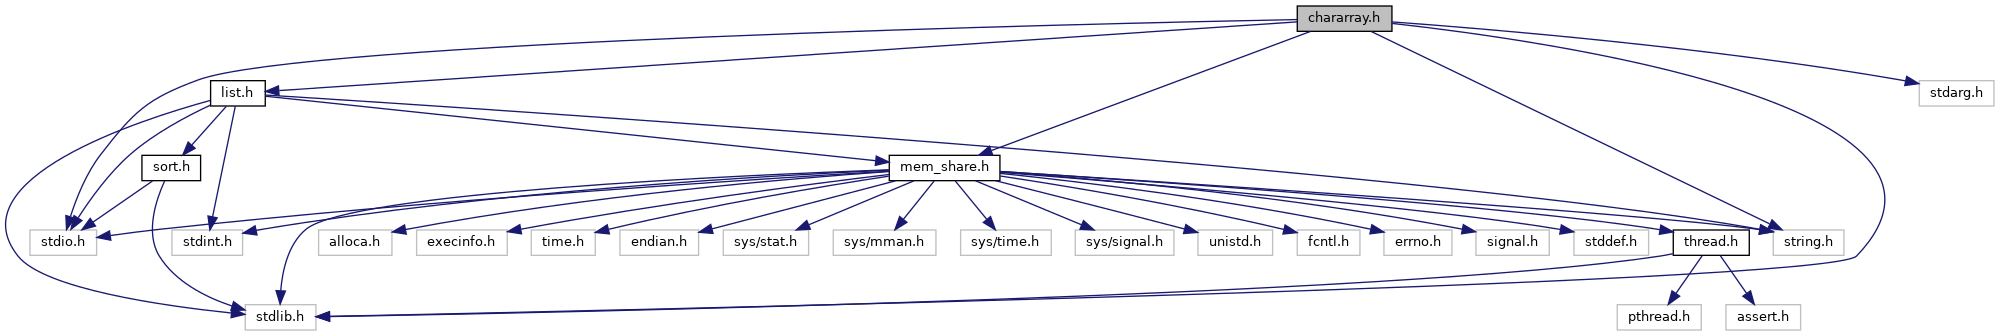 chararray.h
list.h
stdarg.h
sort.h
mem_share.h
stdio.h
stdint.h
alloca.h
execinfo.h
time.h
endian.h
sys/stat.h
sys/mman.h
sys/time.h
sys/signal.h
unistd.h
fcntl.h
errno.h
signal.h
stddef.h
thread.h
string.h
stdlib.h
pthread.h
assert.h